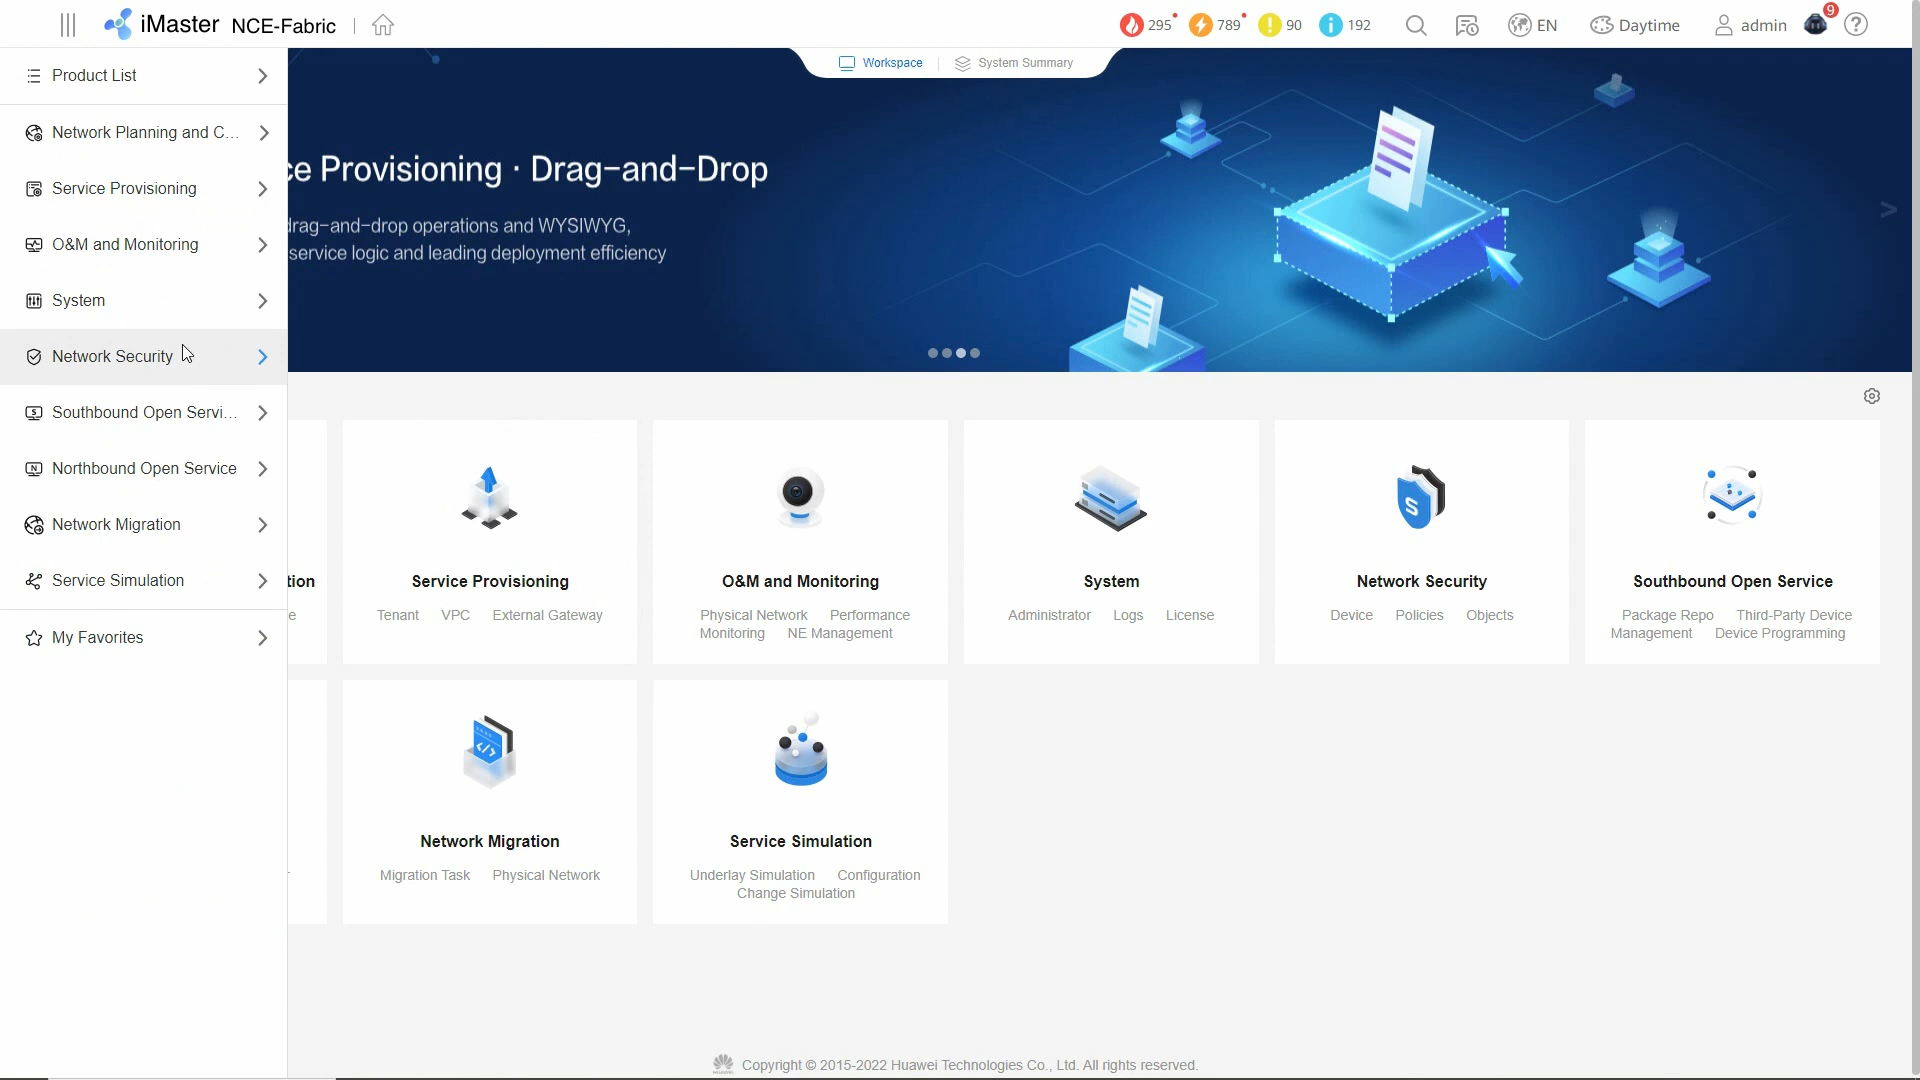 iMaster NCE-Fabric
295 789 90 192 EN Daytime admin 9
Product List
Network Planning and C...
Service Provisioning
O&M and Monitoring
System
Network Security
Southbound Open Servi...
Northbound Open Service
Network Migration
Service Simulation
My Favorites
Workspace System Summary
ce Provisioning · Drag-and-Drop
drag-and-drop operations and WYSIWYG,
service logic and leading deployment efficiency
tion
e
Service Provisioning
Tenant VPC External Gateway
O&M and Monitoring
Physical Network Performance
Monitoring NE Management
System
Administrator Logs License
S
Network Security
Device Policies Objects
Southbound Open Service
Package Repo Third-Party Device
Management Device Programming
Network Migration
Migration Task Physical Network
Service Simulation
Underlay Simulation Configuration
Change Simulation
Copyright © 2015-2022 Huawei Technologies Co., Ltd. All rights reserved.